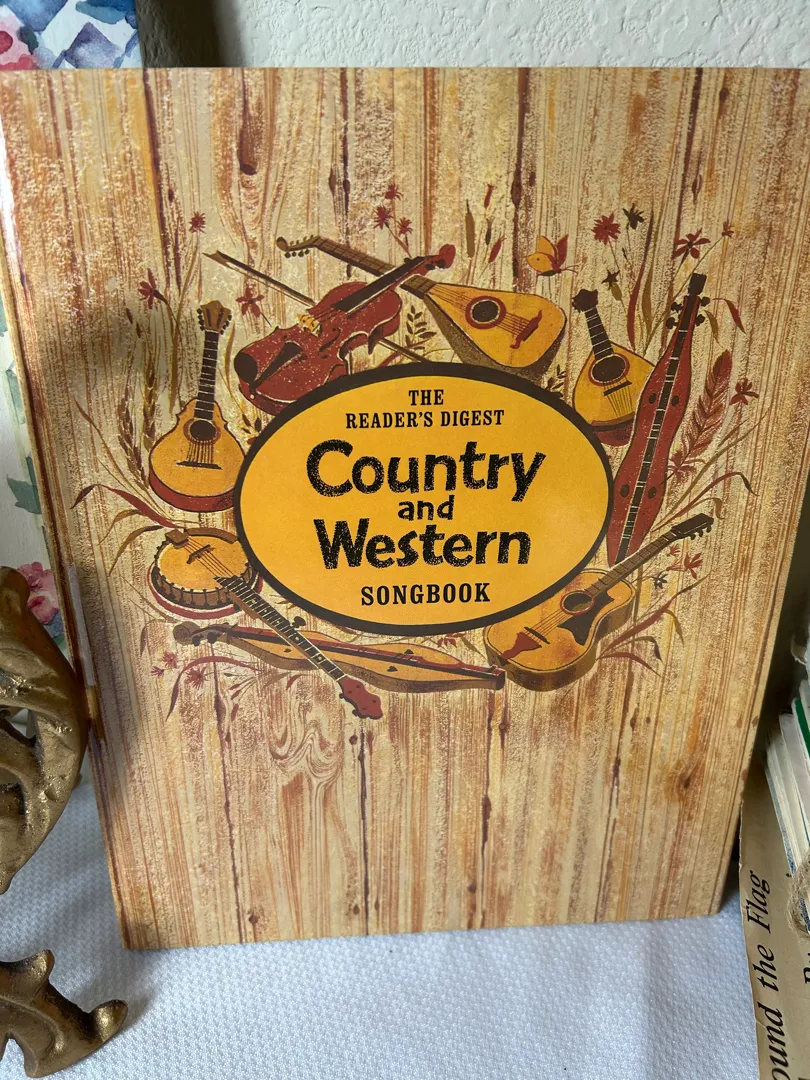 THE
READER'S DIGEST
Country
and
Western
SONGBOOK
ound the Flag